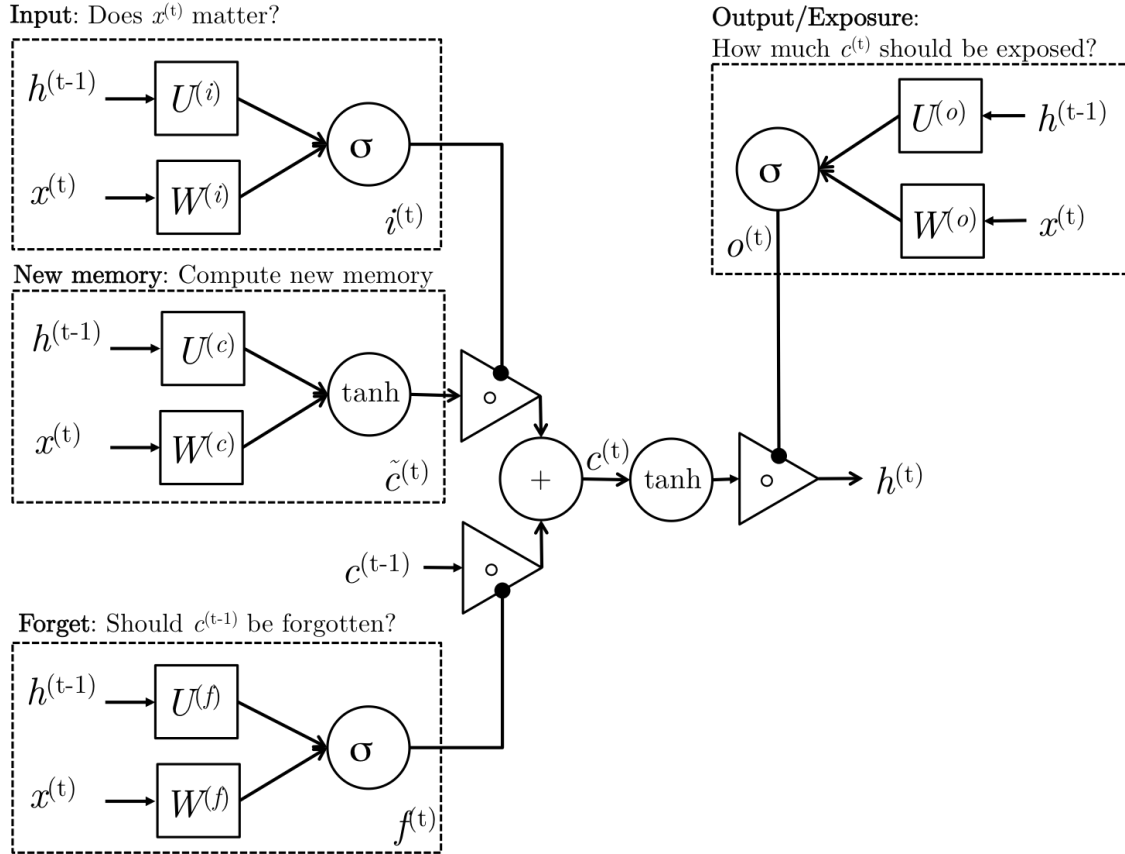 Input: Does x^(t) matter?
h^(t-1)
U^(i)
σ
x^(t)
W^(i)
i^(t)
New memory: Compute new memory
h^(t-1)
U^(c)
tanh
x^(t)
W^(c)
c̃^(t)
∘
+
c^(t)
tanh
∘
h^(t)
c^(t-1)
∘
Forget: Should c^(t-1) be forgotten?
h^(t-1)
U^(f)
σ
x^(t)
W^(f)
f^(t)
Output/Exposure:
How much c^(t) should be exposed?
U^(o)
h^(t-1)
σ
W^(o)
x^(t)
o^(t)